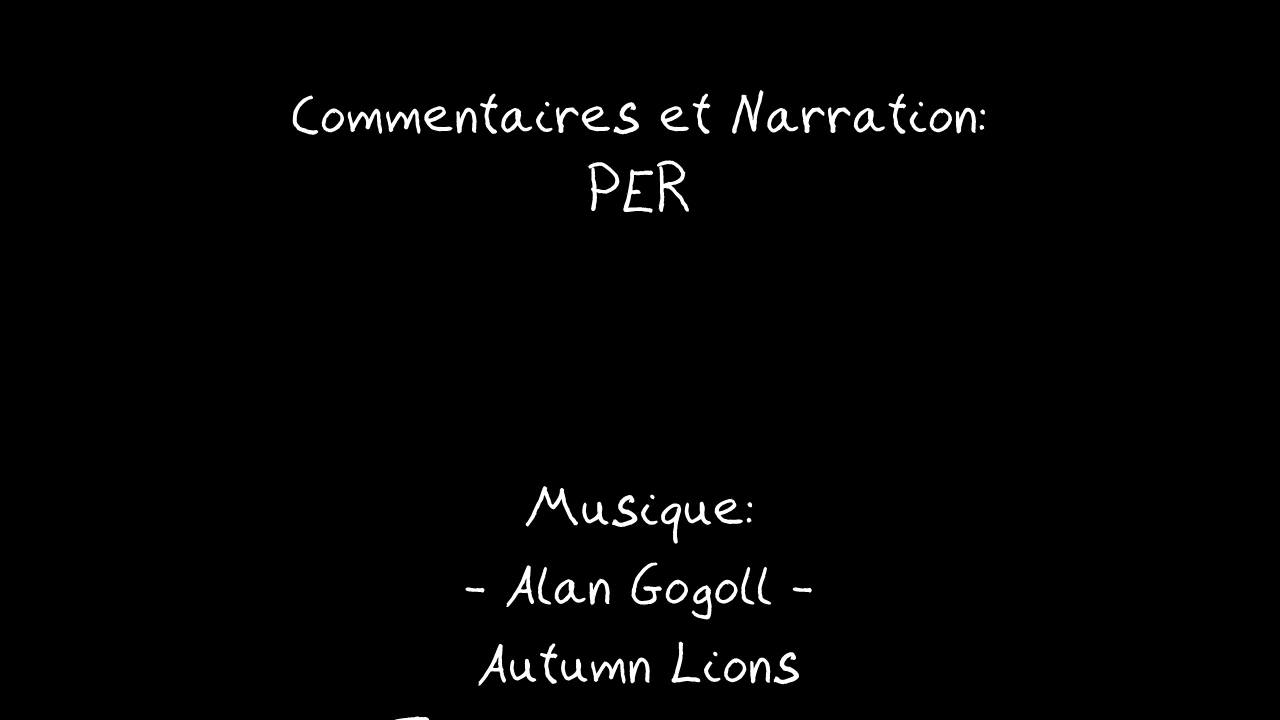 Commentaires et Narration:
PER
Musique:
- Alan Gogoll -
Autumn Lions